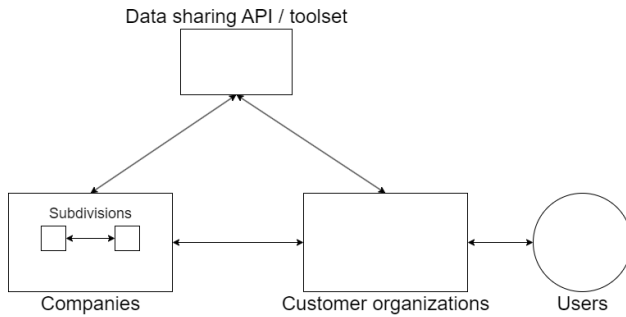 Data sharing API / toolset
Subdivisions
Companies
Customer organizations
Users